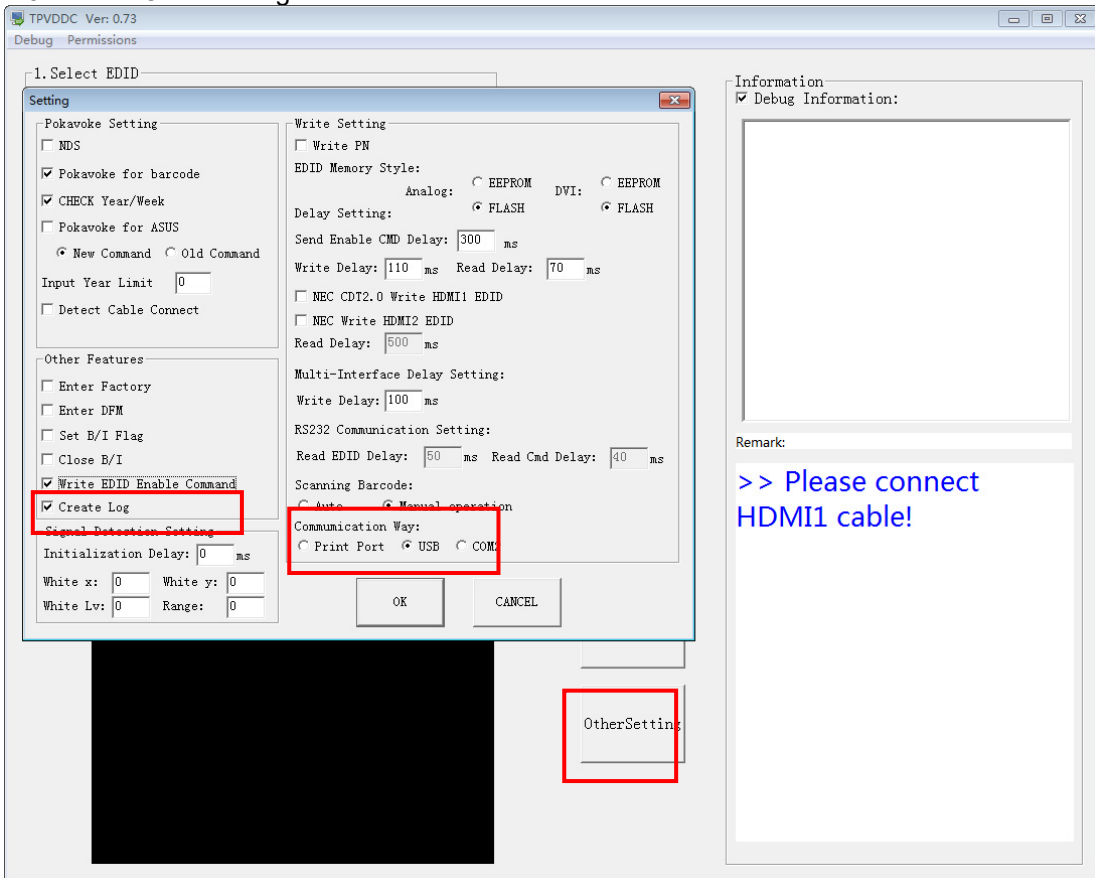 TPVDDC Ver: 0.73
Debug Permissions
1. Select EDID
Setting
Pokavoke Setting
NDS
Pokavoke for barcode
CHECK Year/Week
Pokavoke for ASUS
New Command Old Command
Input Year Limit 0
Detect Cable Connect
Other Features
Enter Factory
Enter DFM
Set B/I Flag
Close B/I
Write EDID Enable Command
Create Log
Signal Detection Setting
Initialization Delay: 0 ms
White x: 0 White y: 0
White Lv: 0 Range: 0
Write Setting
Write PN
EDID Memory Style:
Analog: EEPROM DVI: EEPROM
FLASH FLASH
Delay Setting:
Send Enable CMD Delay: 300 ms
Write Delay: 110 ms Read Delay: 70 ms
NEC CDT2.0 Write HDMI1 EDID
NEC Write HDMI2 EDID
Read Delay: 500 ms
Multi-Interface Delay Setting:
Write Delay: 100 ms
RS232 Communication Setting:
Read EDID Delay: 50 ms Read Cmd Delay: 40 ms
Scanning Barcode:
Auto Manual operation
Communication Way:
Print Port USB COM2
OK CANCEL
OtherSetting
Information
Debug Information:
Remark:
>> Please connect
HDMI1 cable!